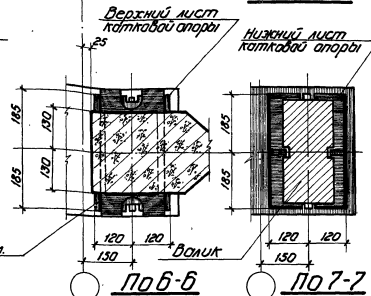 Верхний лист
катковой опоры
Нижний лист
катковой опоры
25
185
130
130
185
185
185
120
120
150
Валик
120
120
150
По 6-6
По 7-7